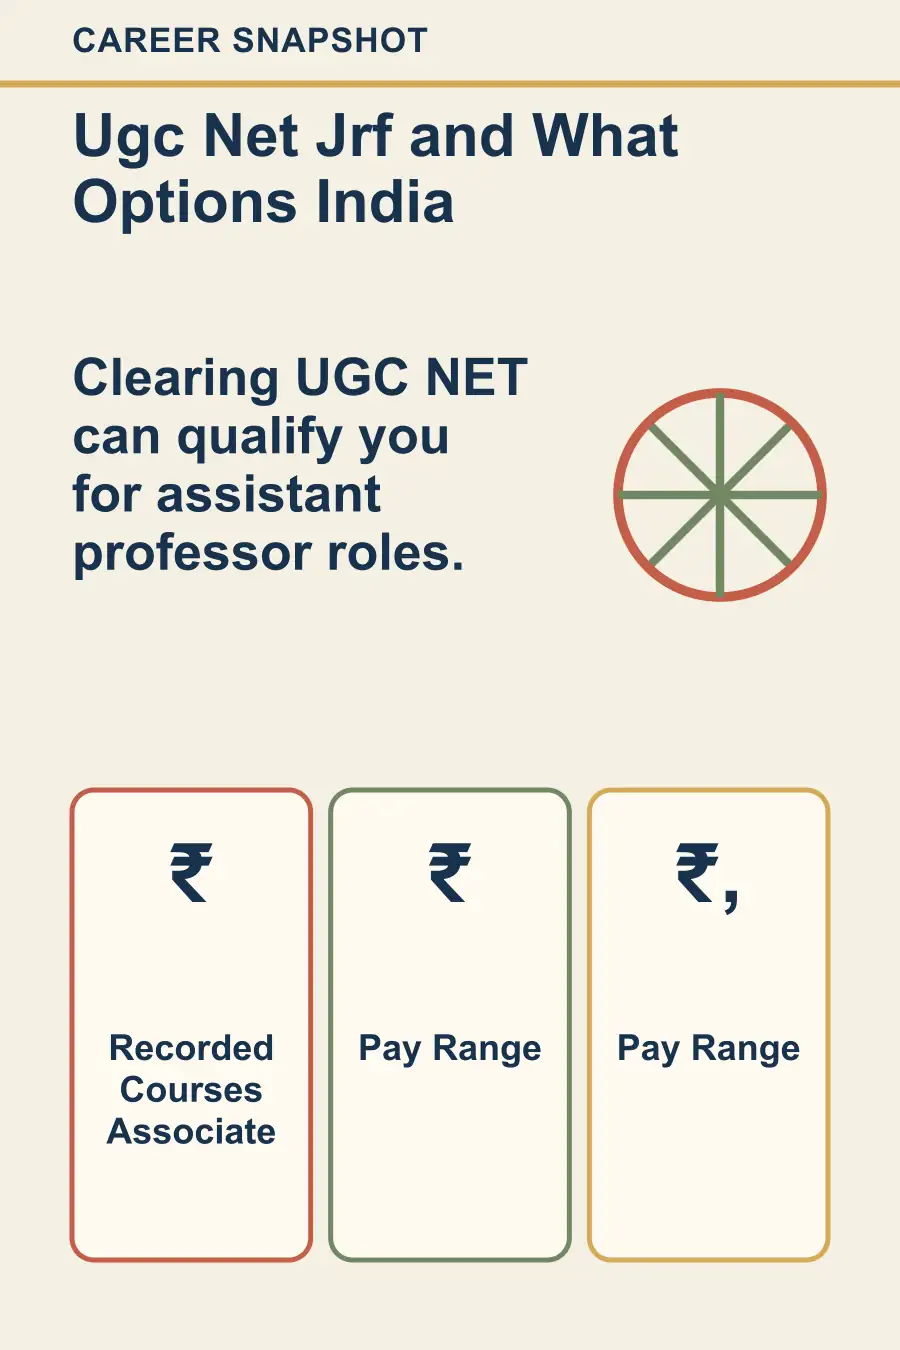 CAREER SNAPSHOT
Ugc Net Jrf and What
Options India
Clearing UGC NET
can qualify you
for assistant
professor roles.
₹
Recorded
Courses
Associate
₹
Pay Range
₹,
Pay Range